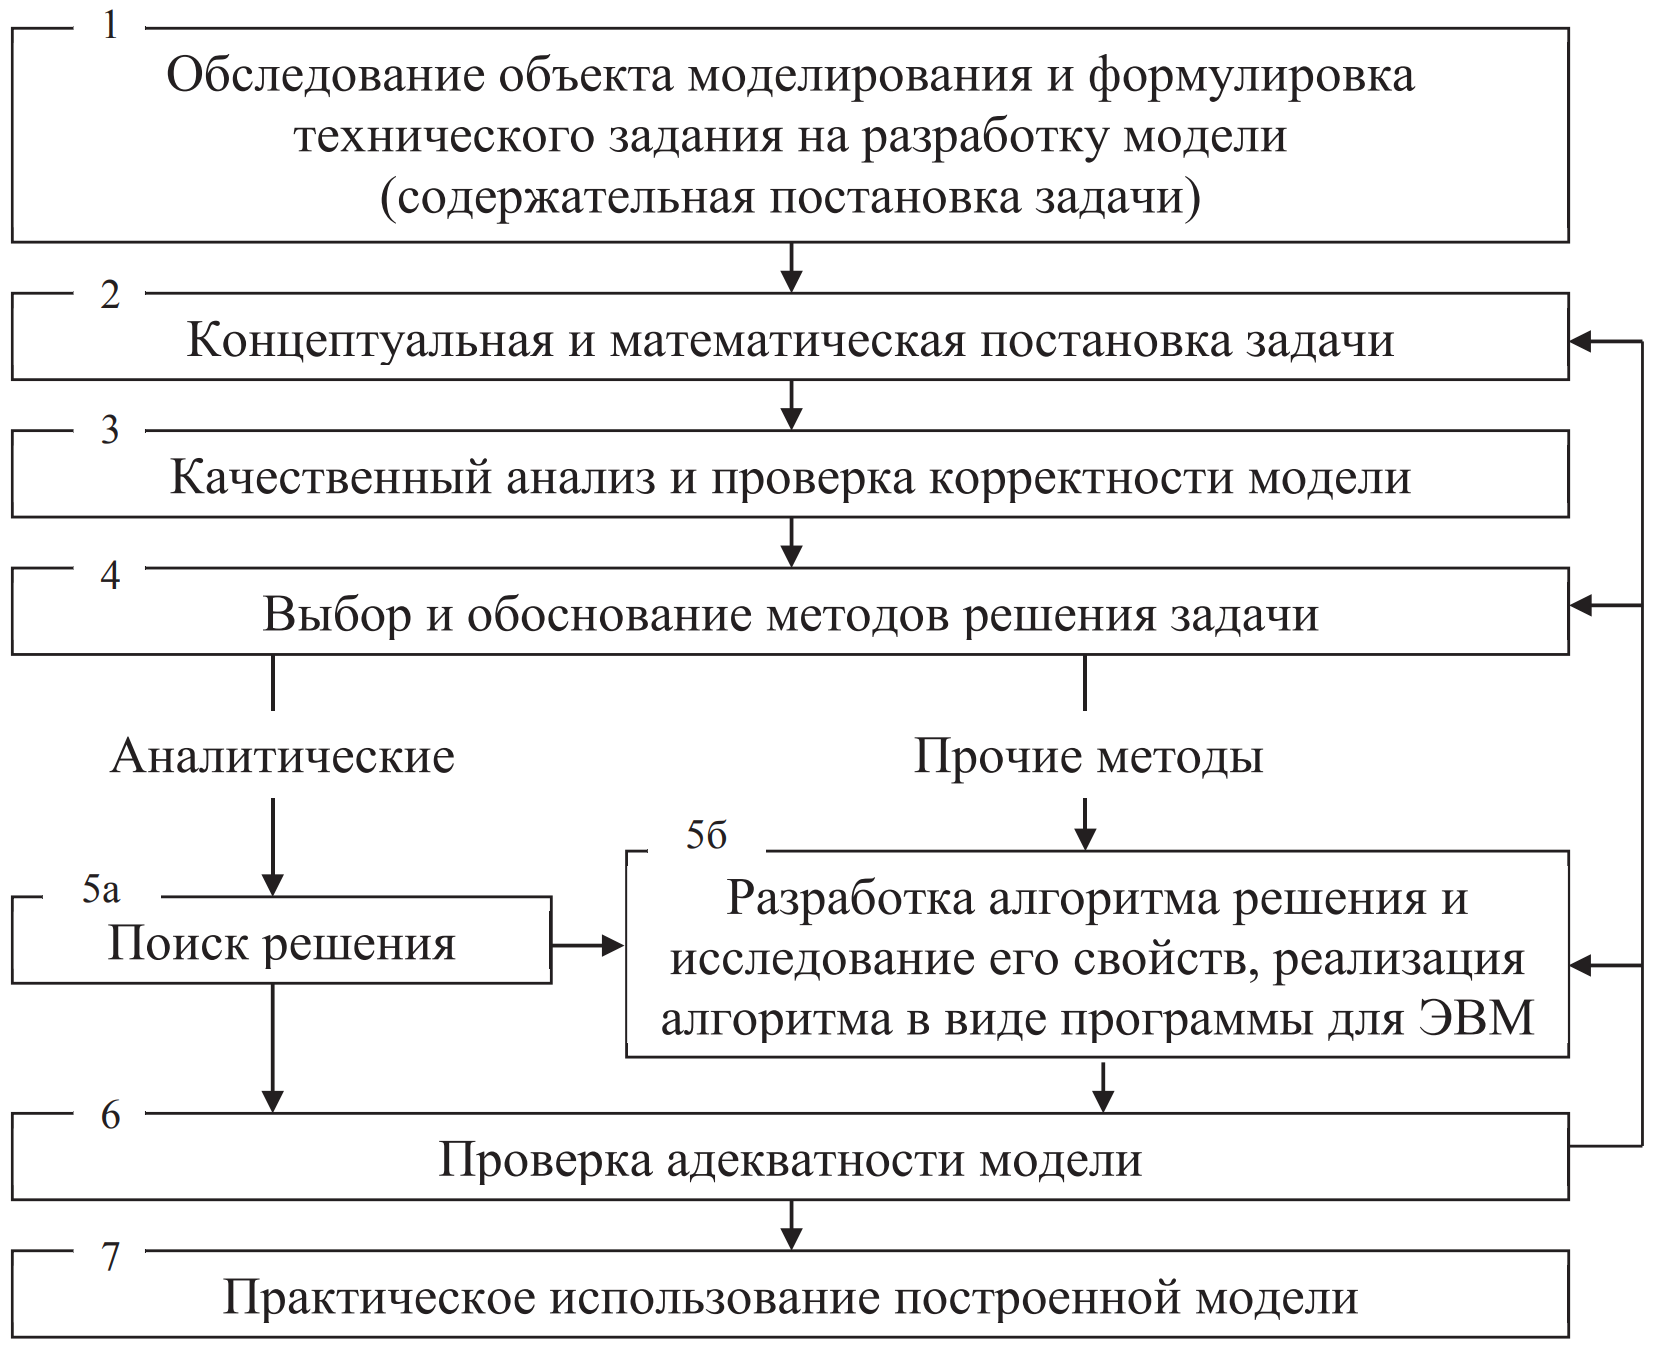 1
Обследование объекта моделирования и формулировка
технического задания на разработку модели
(содержательная постановка задачи)
2
Концептуальная и математическая постановка задачи
3
Качественный анализ и проверка корректности модели
4
Выбор и обоснование методов решения задачи
Аналитические
Прочие методы
5а
Поиск решения
5б
Разработка алгоритма решения и
исследование его свойств, реализация
алгоритма в виде программы для ЭВМ
6
Проверка адекватности модели
7
Практическое использование построенной модели